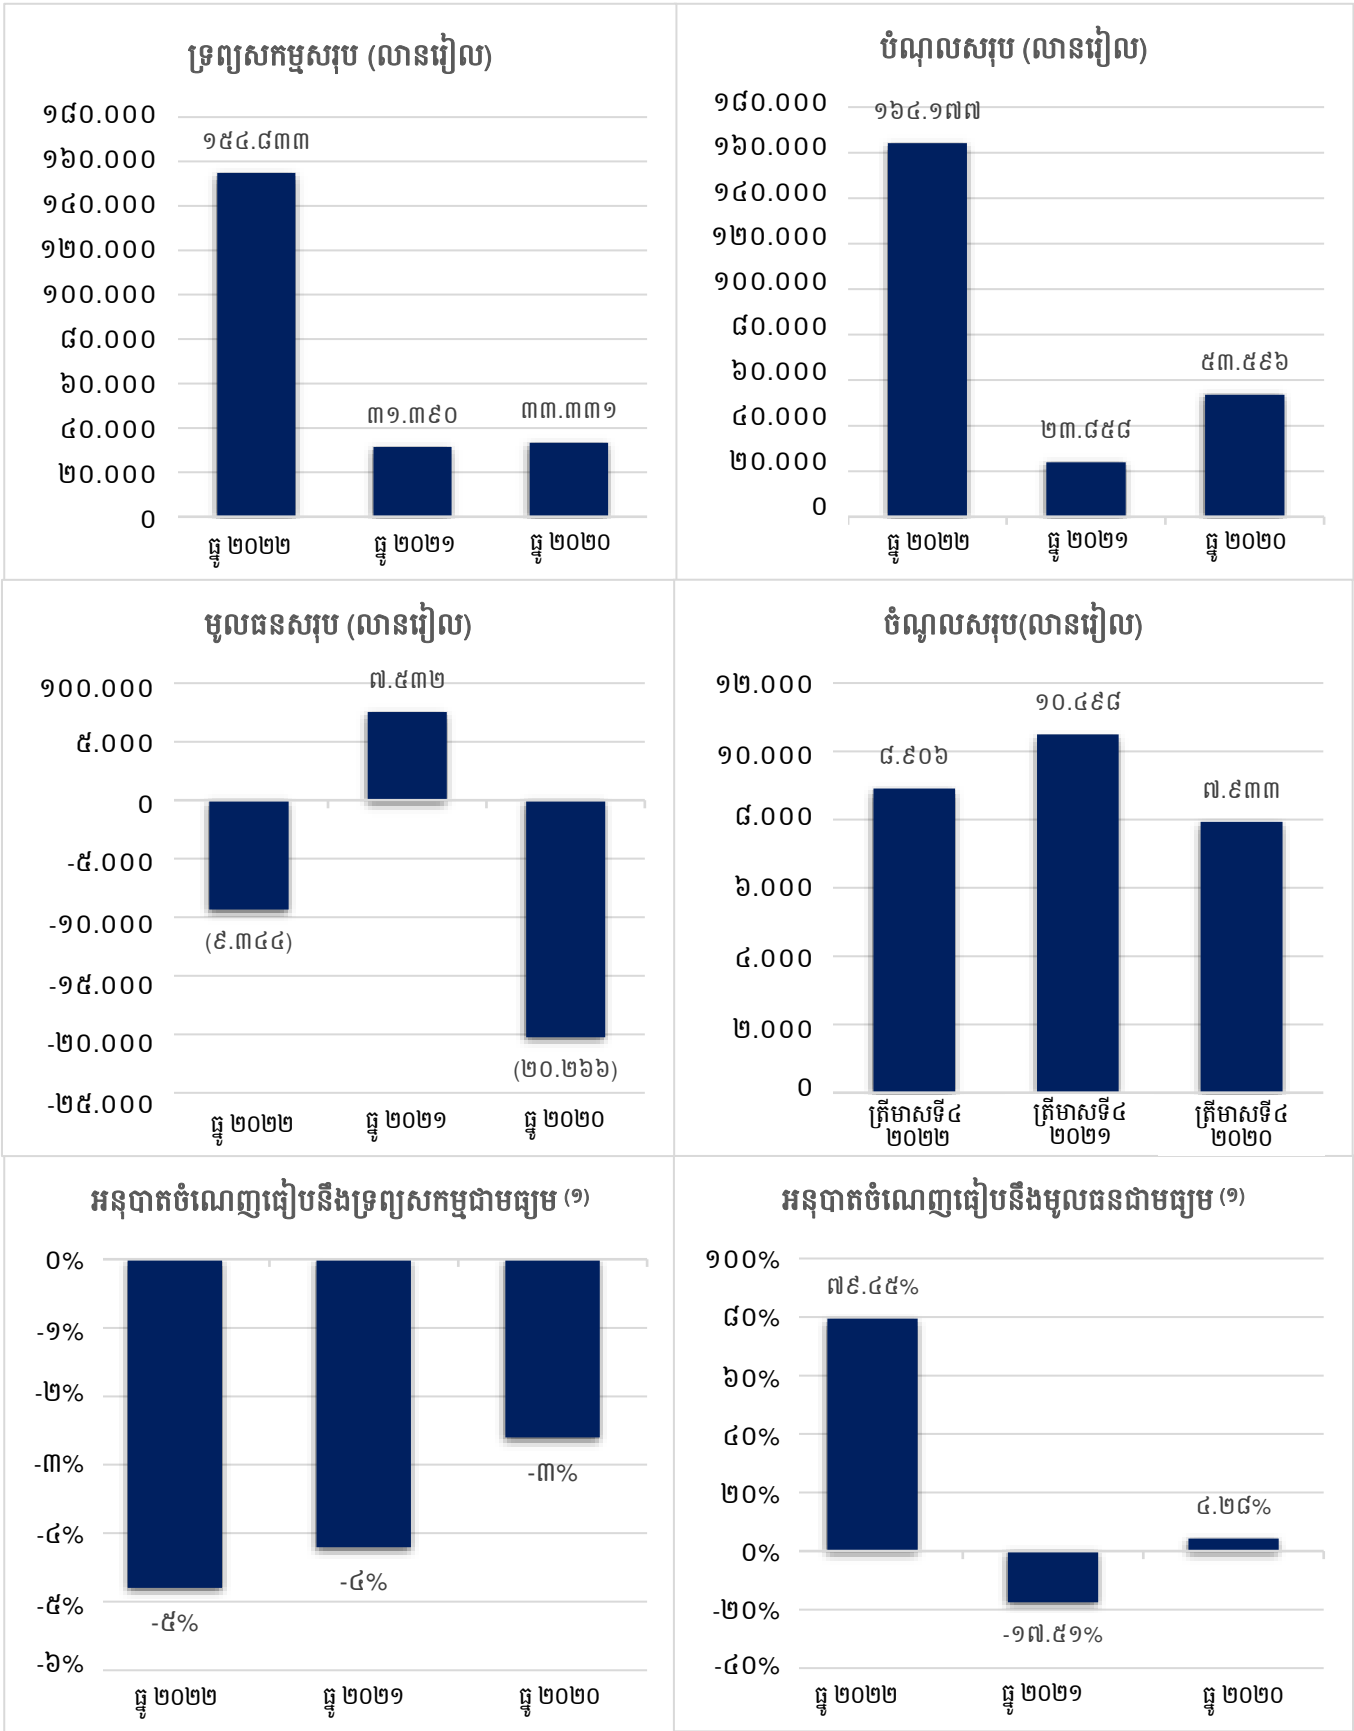 ទ្រព្យសកម្មសរុប (លានរៀល)
១៨០.០០០
១៦០.០០០
១៤០.០០០
១២០.០០០
១០០.០០០
៨០.០០០
៦០.០០០
៤០.០០០
២០.០០០
០
១៥៤.៨៣៣
៣១.៣៩០
៣៣.៣៣១
ធ្នូ ២០២២
ធ្នូ ២០២១
ធ្នូ ២០២០
បំណុលសរុប (លានរៀល)
១៨០.០០០
១៦០.០០០
១៤០.០០០
១២០.០០០
១០០.០០០
៨០.០០០
៦០.០០០
៤០.០០០
២០.០០០
០
១៦៤.១៧៧
២៣.៨៥៨
៥៣.៥៩៦
ធ្នូ ២០២២
ធ្នូ ២០២១
ធ្នូ ២០២០
មូលធនសរុប (លានរៀល)
១០០.០០០
៥.០០០
០
-៥.០០០
-១០.០០០
-១៥.០០០
-២០.០០០
-២៥.០០០
(៩.៣៤៤)
៧.៥៣២
(២០.២៦៦)
ធ្នូ ២០២២
ធ្នូ ២០២១
ធ្នូ ២០២០
ចំណូលសរុប(លានរៀល)
១២.០០០
១០.០០០
៨.០០០
៦.០០០
៤.០០០
២.០០០
០
៨.៩០៦
១០.៤៩៨
៧.៩៣៣
ត្រីមាសទី៤
២០២២
ត្រីមាសទី៤
២០២១
ត្រីមាសទី៤
២០២០
អនុបាតចំណេញធៀបនឹងទ្រព្យសកម្មជាមធ្យម (១)
០%
-១%
-២%
-៣%
-៤%
-៥%
-៦%
-៥%
-៤%
-៣%
ធ្នូ ២០២២
ធ្នូ ២០២១
ធ្នូ ២០២០
អនុបាតចំណេញធៀបនឹងមូលធនជាមធ្យម (១)
១០០%
៨០%
៦០%
៤០%
២០%
០%
-២០%
-៤០%
៧៩.៤៥%
-១៧.៥១%
៤.២៨%
ធ្នូ ២០២២
ធ្នូ ២០២១
ធ្នូ ២០២០